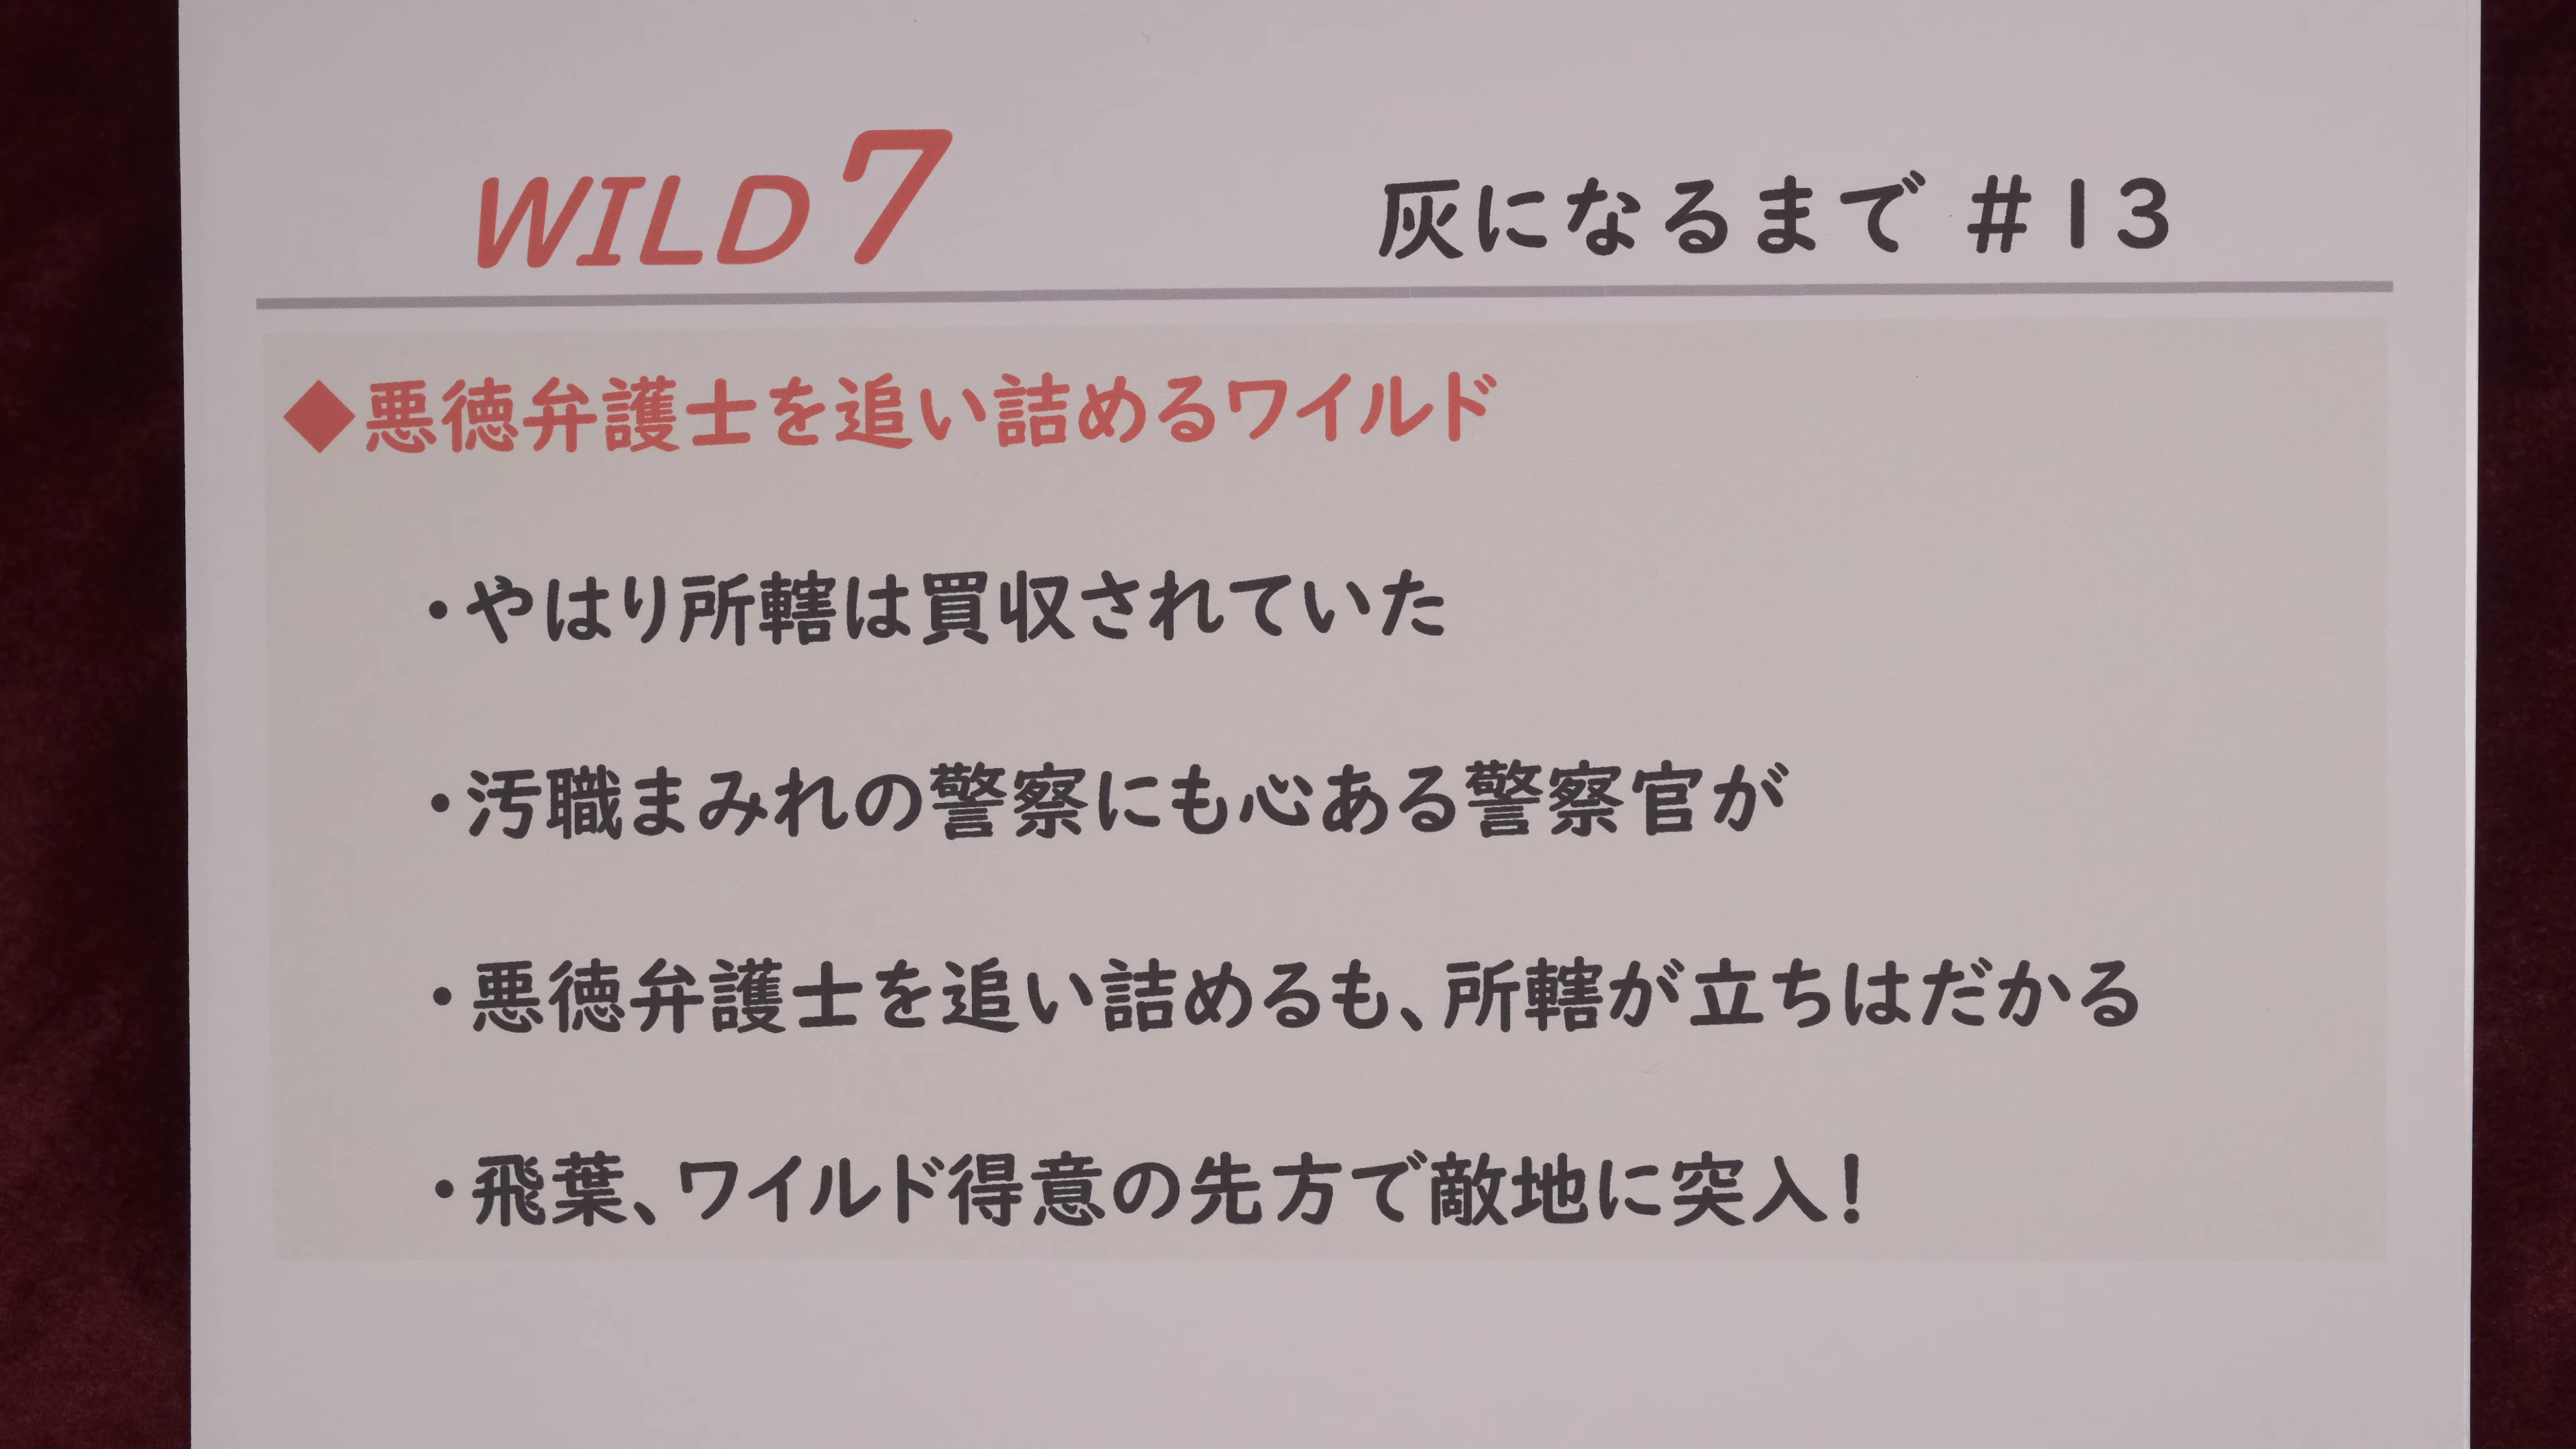 WILD7 灰になるまで #13
◆悪徳弁護士を追い詰めるワイルド
・やはり所轄は買収されていた
・汚職まみれの警察にも心ある警察官が
・悪徳弁護士を追い詰めるも、所轄が立ちはだかる
・飛葉、ワイルド得意の先方で敵地に突入!